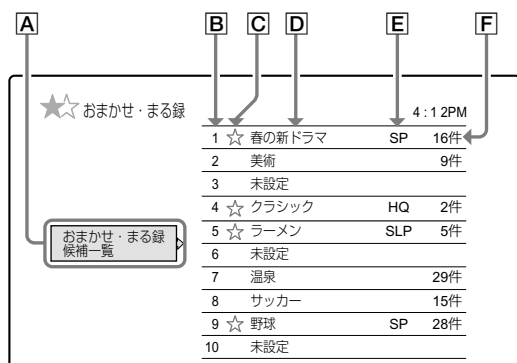 A B C D E F
おまかせ・まる録
4:12PM
1 ☆ 春の新ドラマ SP 16件
2 美術 9件
3 未設定
4 ☆ クラシック HQ 2件
5 ☆ ラーメン SLP 5件
おまかせ・まる録
候補一覧
6 未設定
7 温泉 29件
8 サッカー 15件
9 ☆ 野球 SP 28件
10 未設定